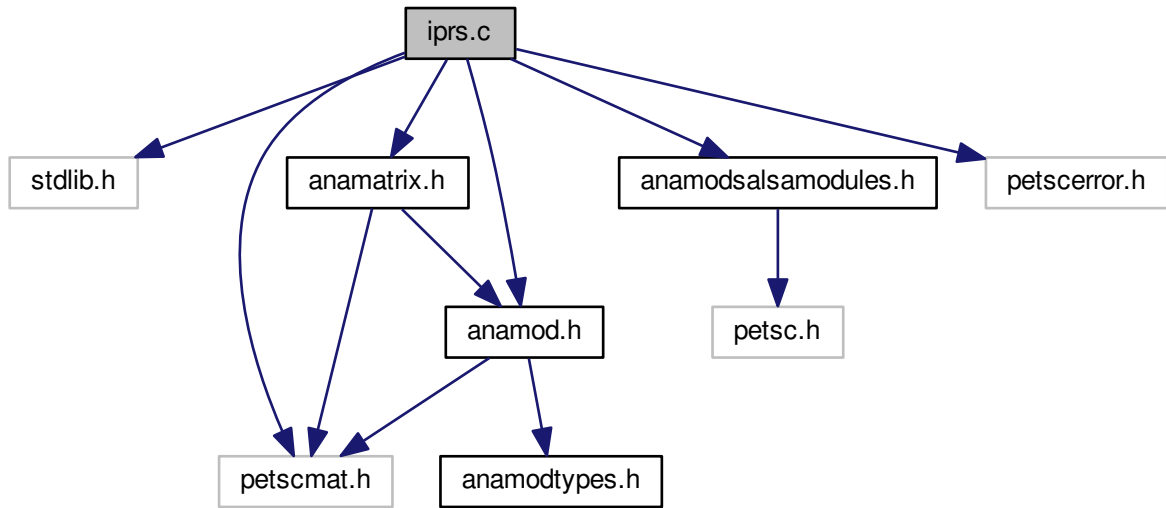 iprs.c
stdlib.h
anamatrix.h
anamodsalsamodules.h
petscerror.h
anamod.h
petsc.h
petscmat.h
anamodtypes.h